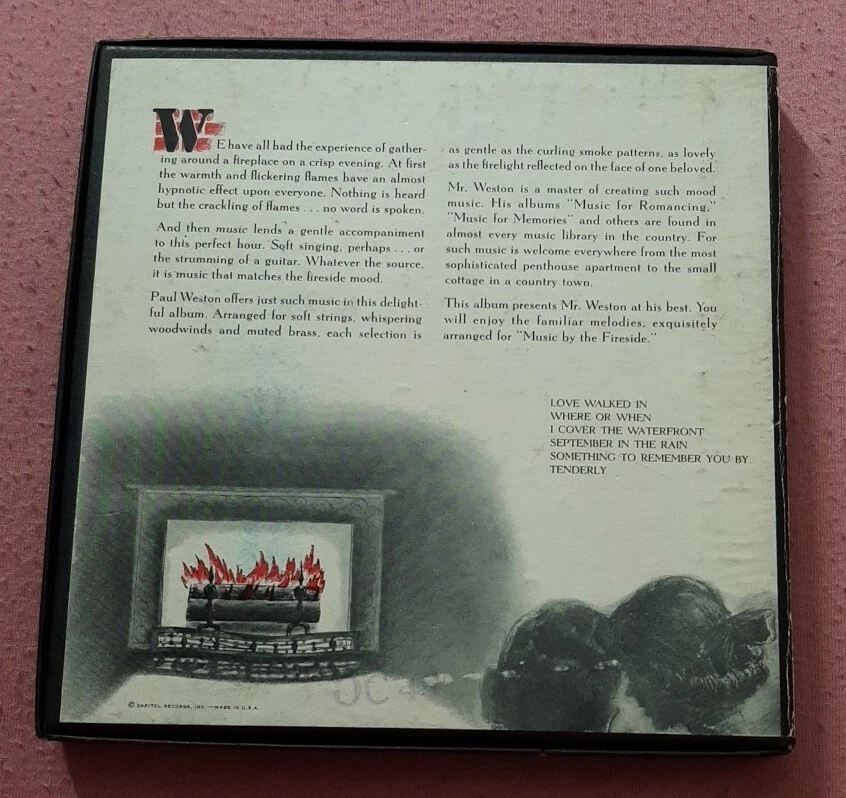 WE have all had the experience of gather-
ing around a fireplace on a crisp evening. At first
the warmth and flickering flames have an almost
hypnotic effect upon everyone. Nothing is heard
but the crackling of flames . . . no word is spoken.
And then music lends a gentle accompaniment
to this perfect hour. Soft singing, perhaps . . . or
the strumming of a guitar. Whatever the source,
it is music that matches the fireside mood.
Paul Weston offers just such music in this delight-
ful album. Arranged for soft strings, whispering
woodwinds and muted brass, each selection is
as gentle as the curling smoke patterns, as lovely
as the firelight reflected on the face of one beloved.
Mr. Weston is a master of creating such mood
music. His albums "Music for Romancing,"
"Music for Memories" and others are found in
almost every music library in the country. For
such music is welcome everywhere from the most
sophisticated penthouse apartment to the small
cottage in a country town.
This album presents Mr. Weston at his best. You
will enjoy the familiar melodies, exquisitely
arranged for "Music by the Fireside."
LOVE WALKED IN
WHERE OR WHEN
I COVER THE WATERFRONT
SEPTEMBER IN THE RAIN
SOMETHING TO REMEMBER YOU BY
TENDERLY
© CAPITOL RECORDS, INC.—MADE IN U.S.A.